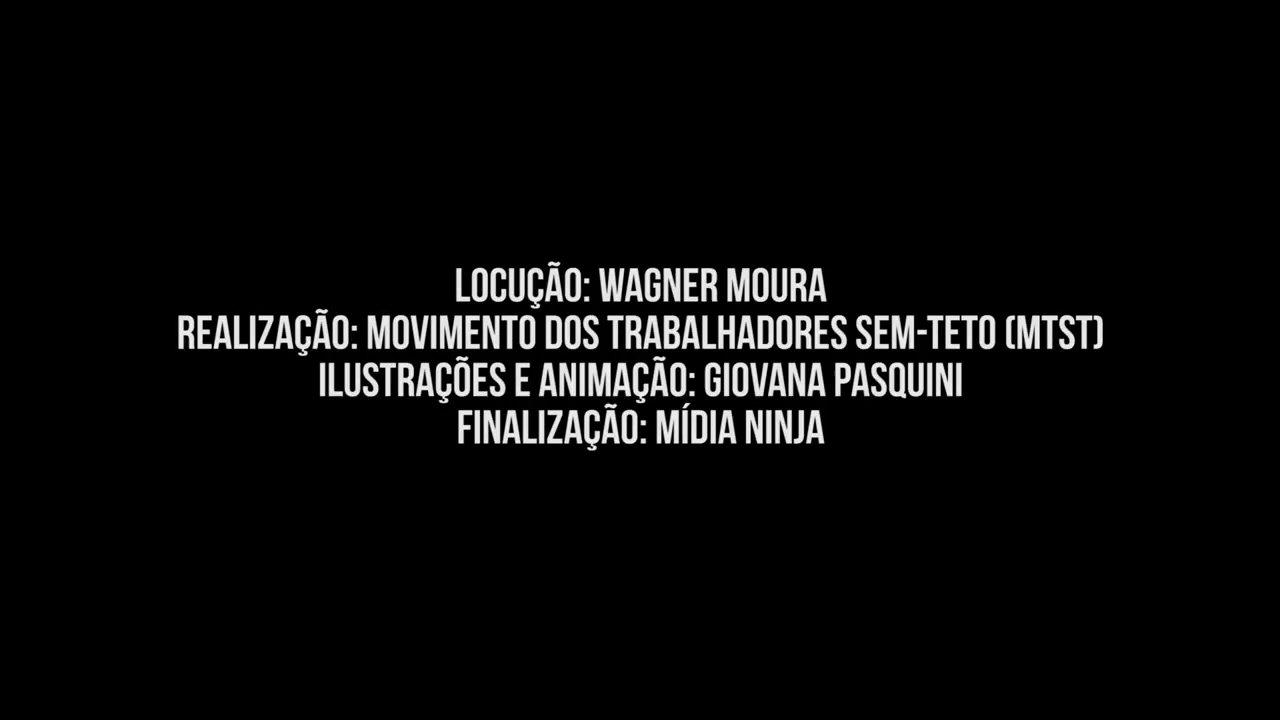 LOCUÇÃO: WAGNER MOURA
REALIZAÇÃO: MOVIMENTO DOS TRABALHADORES SEM-TETO (MTST)
ILUSTRAÇÕES E ANIMAÇÃO: GIOVANA PASQUINI
FINALIZAÇÃO: MÍDIA NINJA